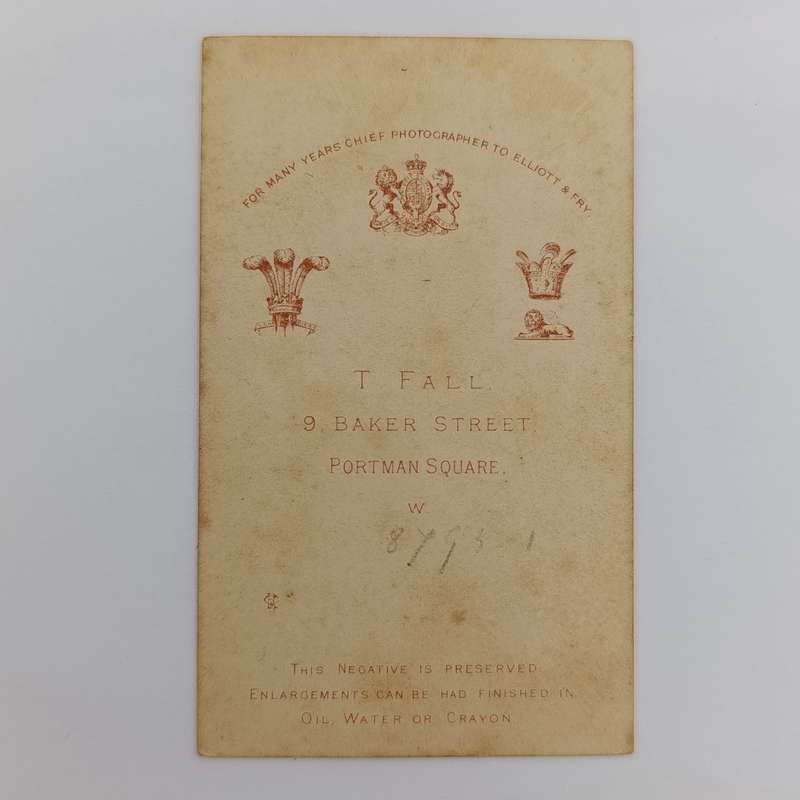 FOR MANY YEARS CHIEF PHOTOGRAPHER TO ELLIOTT & FRY.
T FALL.
9, BAKER STREET,
PORTMAN SQUARE,
W.
THIS NEGATIVE IS PRESERVED.
ENLARGEMENTS CAN BE HAD FINISHED IN
OIL, WATER OR CRAYON